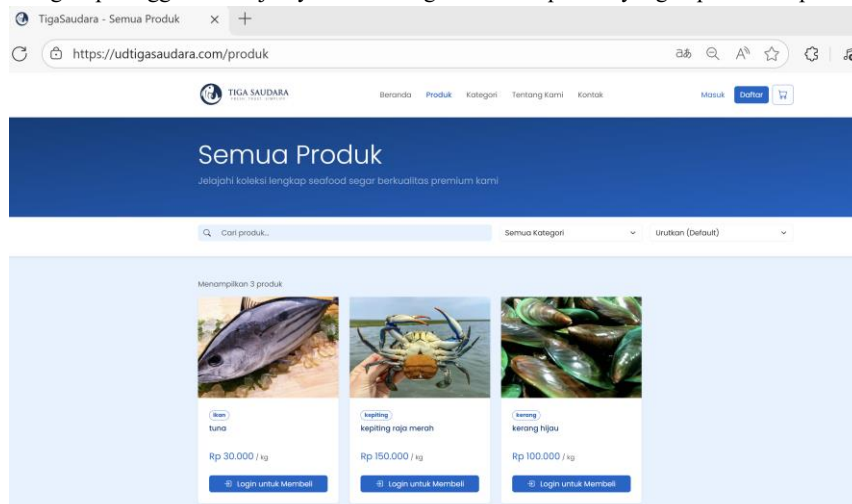 TigaSaudara - Semua Produk
https://udtigasaudara.com/produk
TIGA SAUDARA
Beranda Produk Kategori Tentang Kami Kontak Masuk Daftar
Semua Produk
Jelajahi koleksi lengkap seafood segar berkualitas premium kami
Cari produk... Semua Kategori Urutkan (Default)
Menampilkan 3 produk
ikan kepiting kerang
tuna kepiting raja merah kerang hijau
Rp 30.000 / kg Rp 150.000 / kg Rp 100.000 / kg
Login untuk Membeli Login untuk Membeli Login untuk Membeli